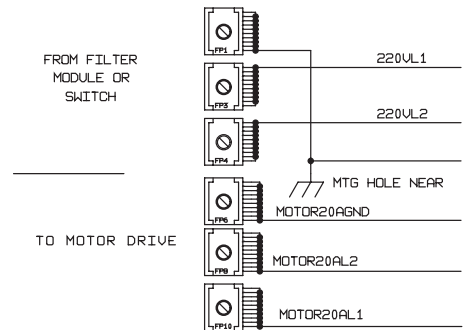 FROM FILTER
MODULE OR
SWITCH
FP1
220VL1
FP3
220VL2
FP4
MTG HOLE NEAR
FP6
MOTOR20AGND
TO MOTOR DRIVE
FP8
MOTOR20AL2
FP10
MOTOR20AL1